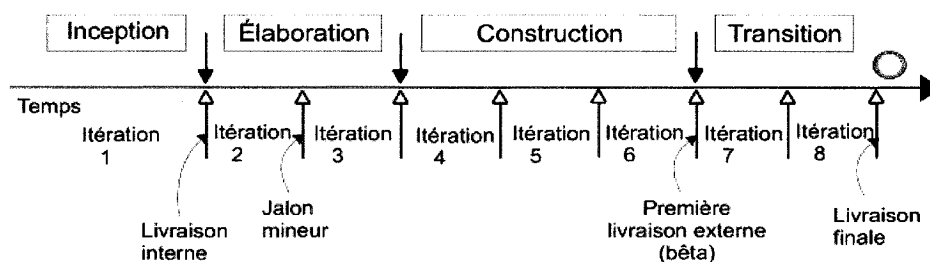 Inception
Élaboration
Construction
Transition
Temps
Itération
1
Itération
2
Itération
3
Itération
4
Itération
5
Itération
6
Itération
7
Itération
8
Livraison
interne
Jalon
mineur
Première
livraison externe
(bêta)
Livraison
finale